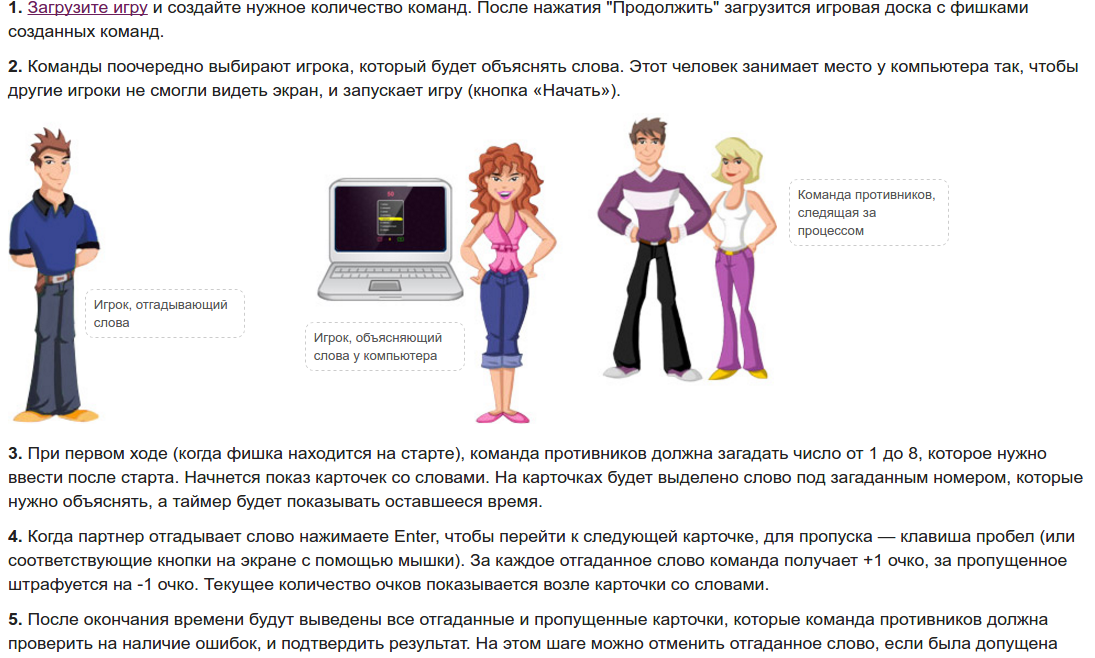 1. Загрузите игру и создайте нужное количество команд. После нажатия "Продолжить" загрузится игровая доска с фишками
созданных команд.
2. Команды поочередно выбирают игрока, который будет объяснять слова. Этот человек занимает место у компьютера так, чтобы
другие игроки не смогли видеть экран, и запускает игру (кнопка «Начать»).
Команда противников,
следящая за
процессом
Игрок, отгадывающий
слова
Игрок, объясняющий
слова у компьютера
3. При первом ходе (когда фишка находится на старте), команда противников должна загадать число от 1 до 8, которое нужно
ввести после старта. Начнется показ карточек со словами. На карточках будет выделено слово под загаданным номером, которые
нужно объяснять, а таймер будет показывать оставшееся время.
4. Когда партнер отгадывает слово нажимаете Enter, чтобы перейти к следующей карточке, для пропуска — клавиша пробел (или
соответствующие кнопки на экране с помощью мышки). За каждое отгаданное слово команда получает +1 очко, за пропущенное
штрафуется на -1 очко. Текущее количество очков показывается возле карточки со словами.
5. После окончания времени будут выведены все отгаданные и пропущенные карточки, которые команда противников должна
проверить на наличие ошибок, и подтвердить результат. На этом шаге можно отменить отгаданное слово, если была допущена